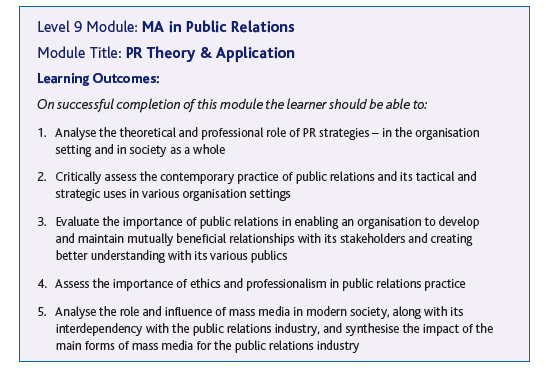 Level 9 Module: MA in Public Relations
Module Title: PR Theory & Application
Learning Outcomes:
On successful completion of this module the learner should be able to:
1. Analyse the theoretical and professional role of PR strategies – in the organisation
setting and in society as a whole
2. Critically assess the contemporary practice of public relations and its tactical and
strategic uses in various organisation settings
3. Evaluate the importance of public relations in enabling an organisation to develop
and maintain mutually beneficial relationships with its stakeholders and creating
better understanding with its various publics
4. Assess the importance of ethics and professionalism in public relations practice
5. Analyse the role and influence of mass media in modern society, along with its
interdependency with the public relations industry, and synthesise the impact of the
main forms of mass media for the public relations industry